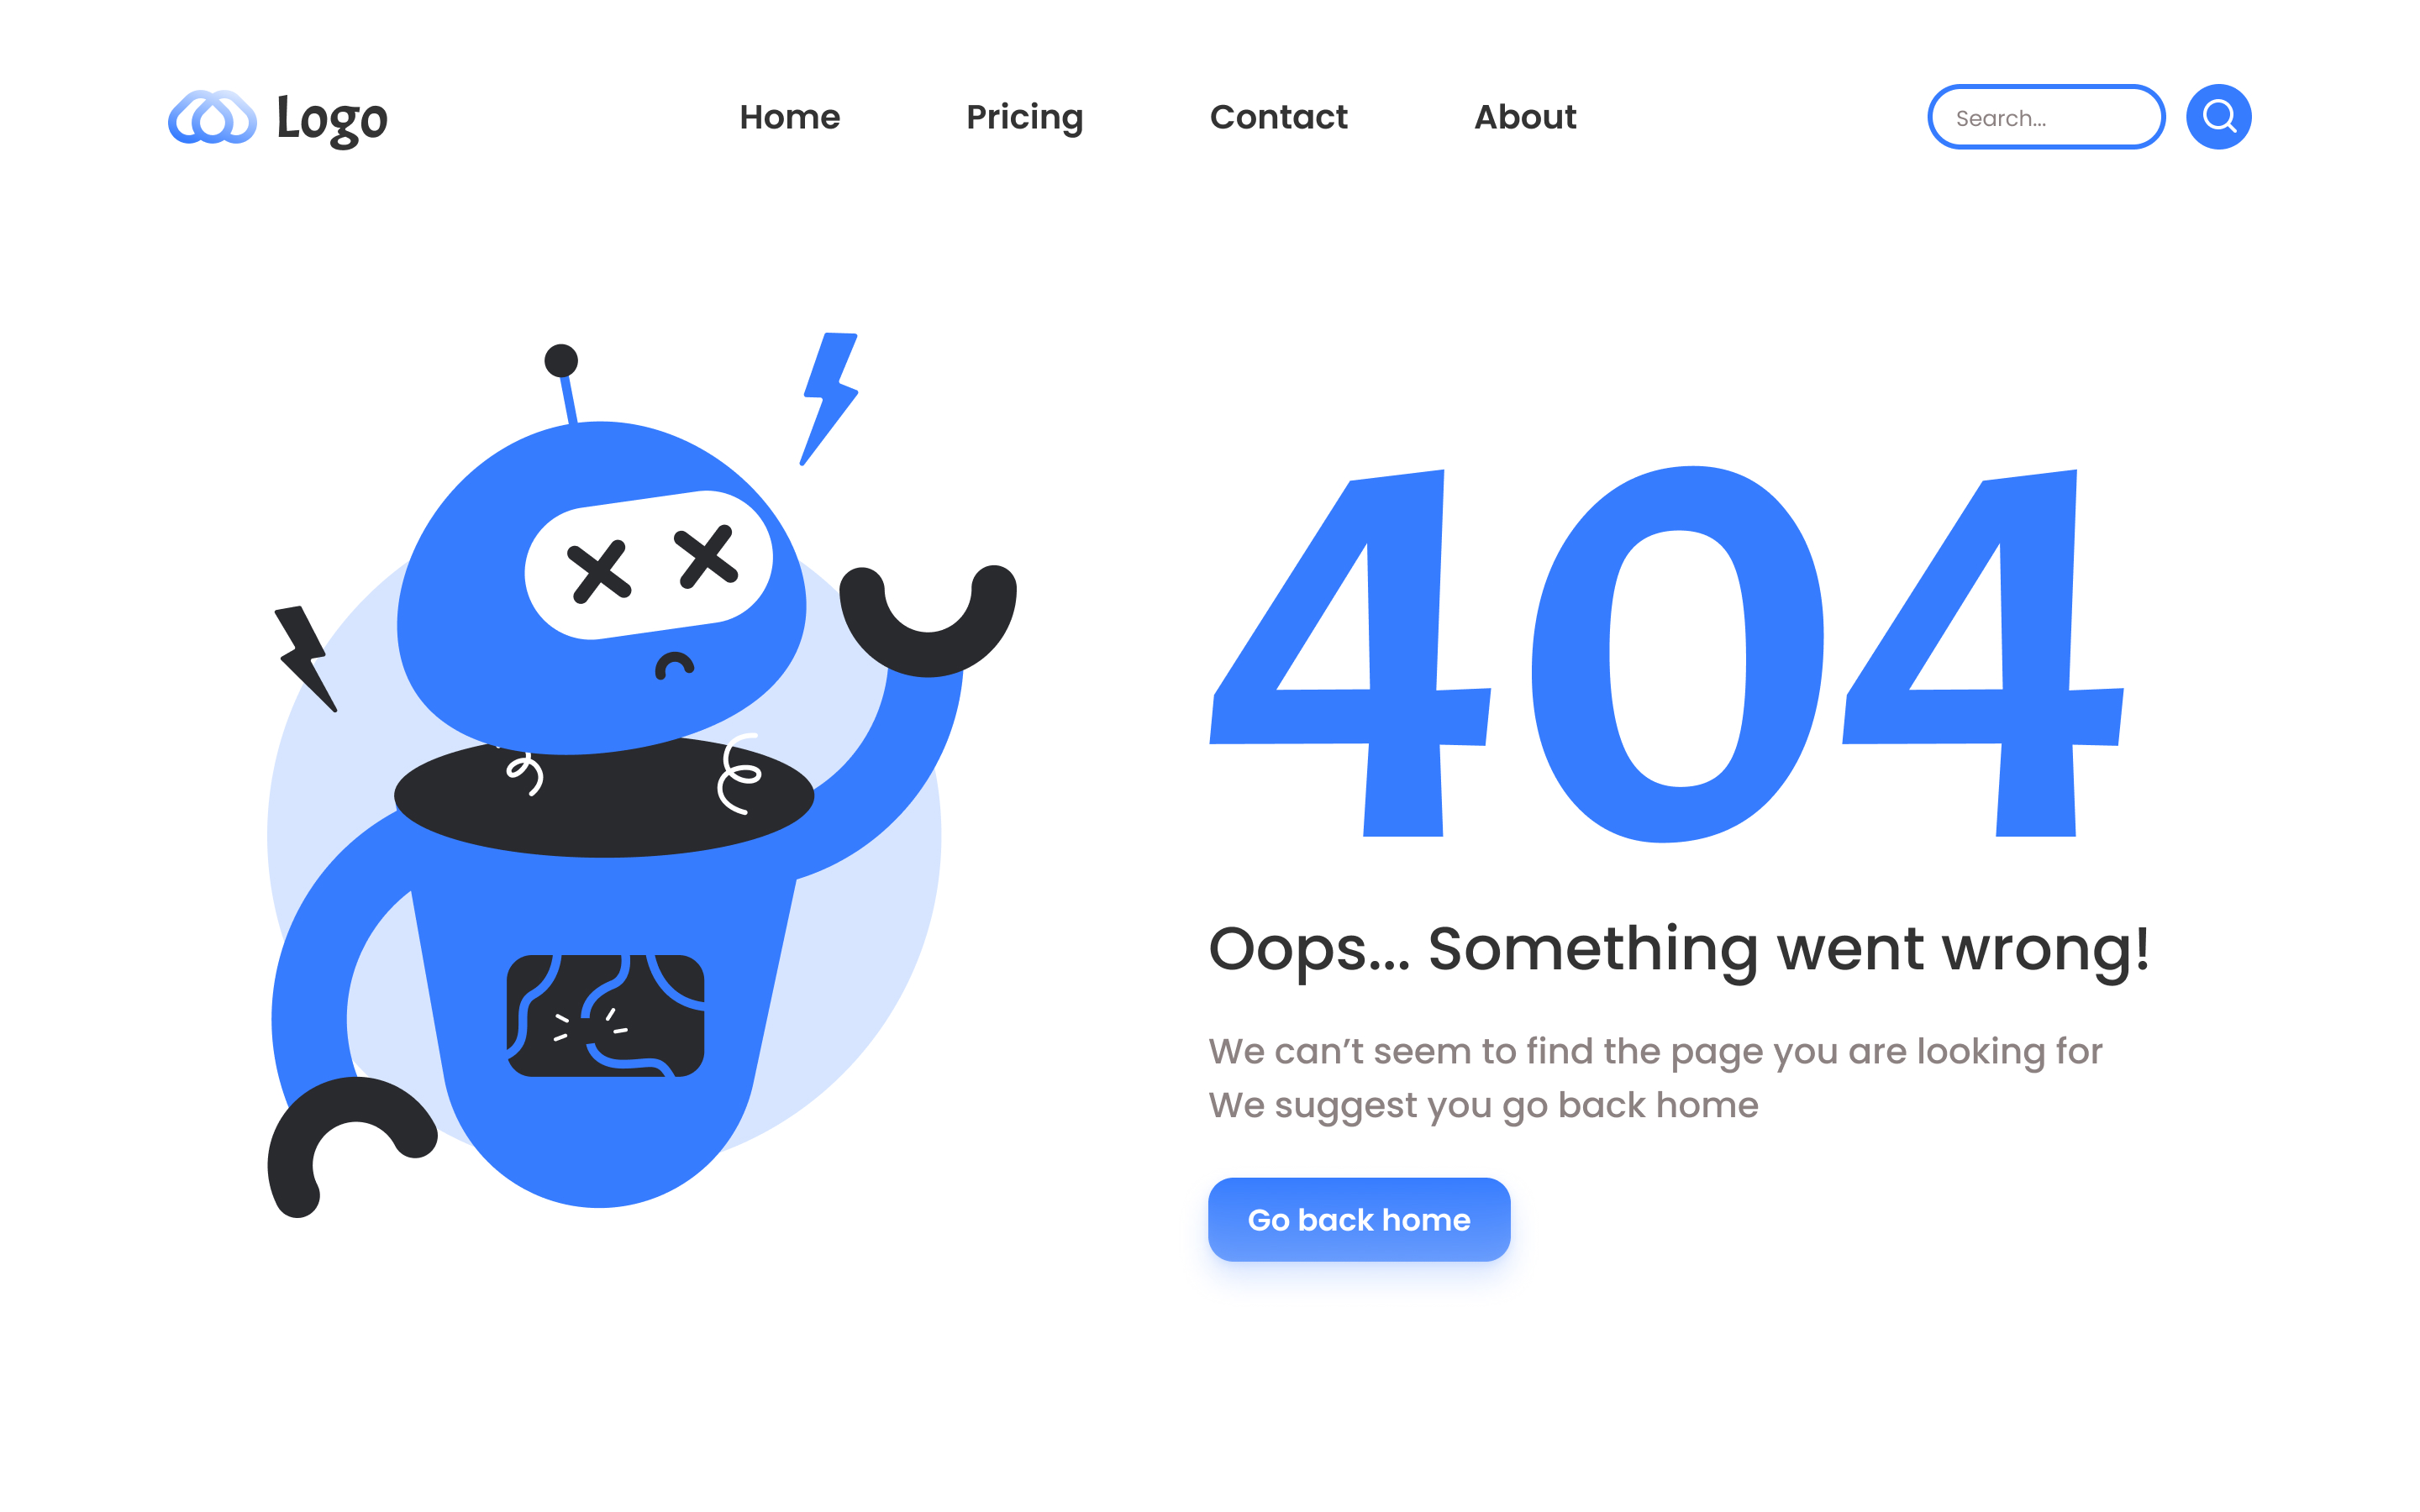 Logo
Home Pricing Contact About
Search...
404
Oops... Something went wrong!
We can’t seem to find the page you are looking for
We suggest you go back home
Go back home